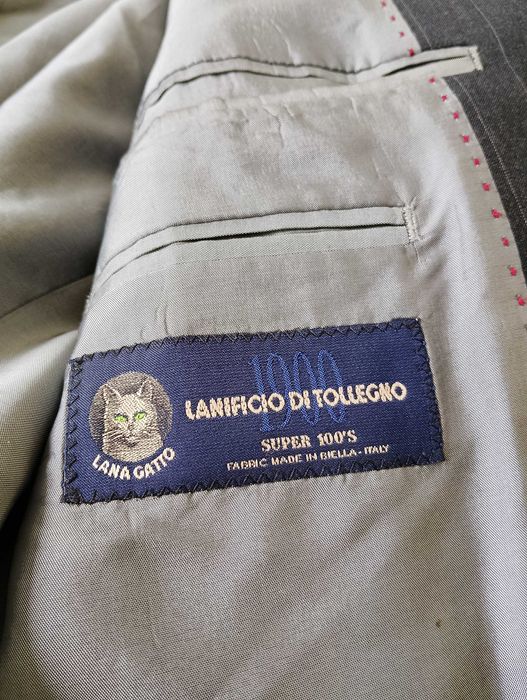 1900
LANIFICIO DI TOLLEGNO
SUPER 100'S
FABRIC MADE IN BIELLA - ITALY
LANA GATTO